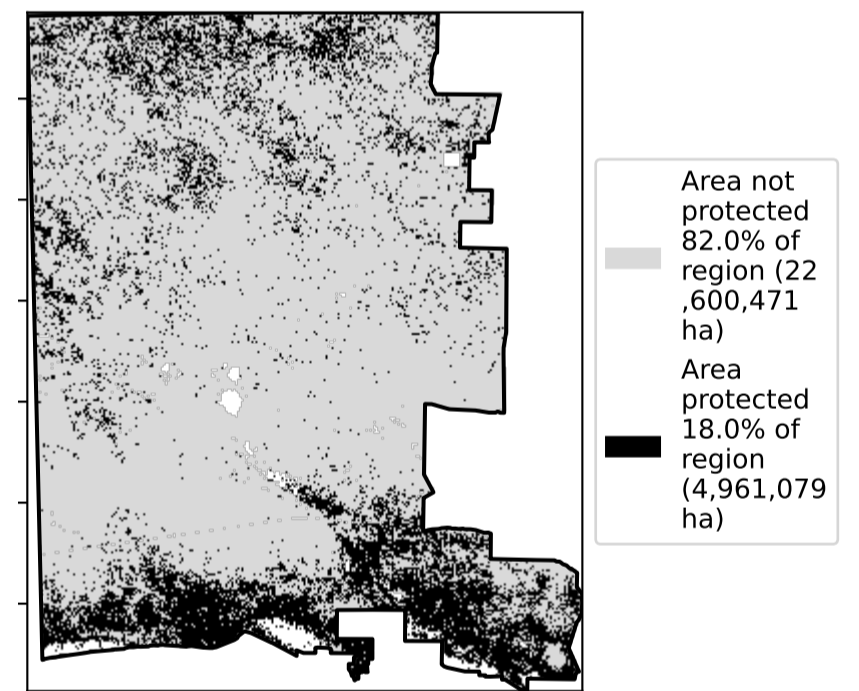 Area not
protected
82.0% of
region (22
,600,471
ha)
Area
protected
18.0% of
region
(4,961,079
ha)